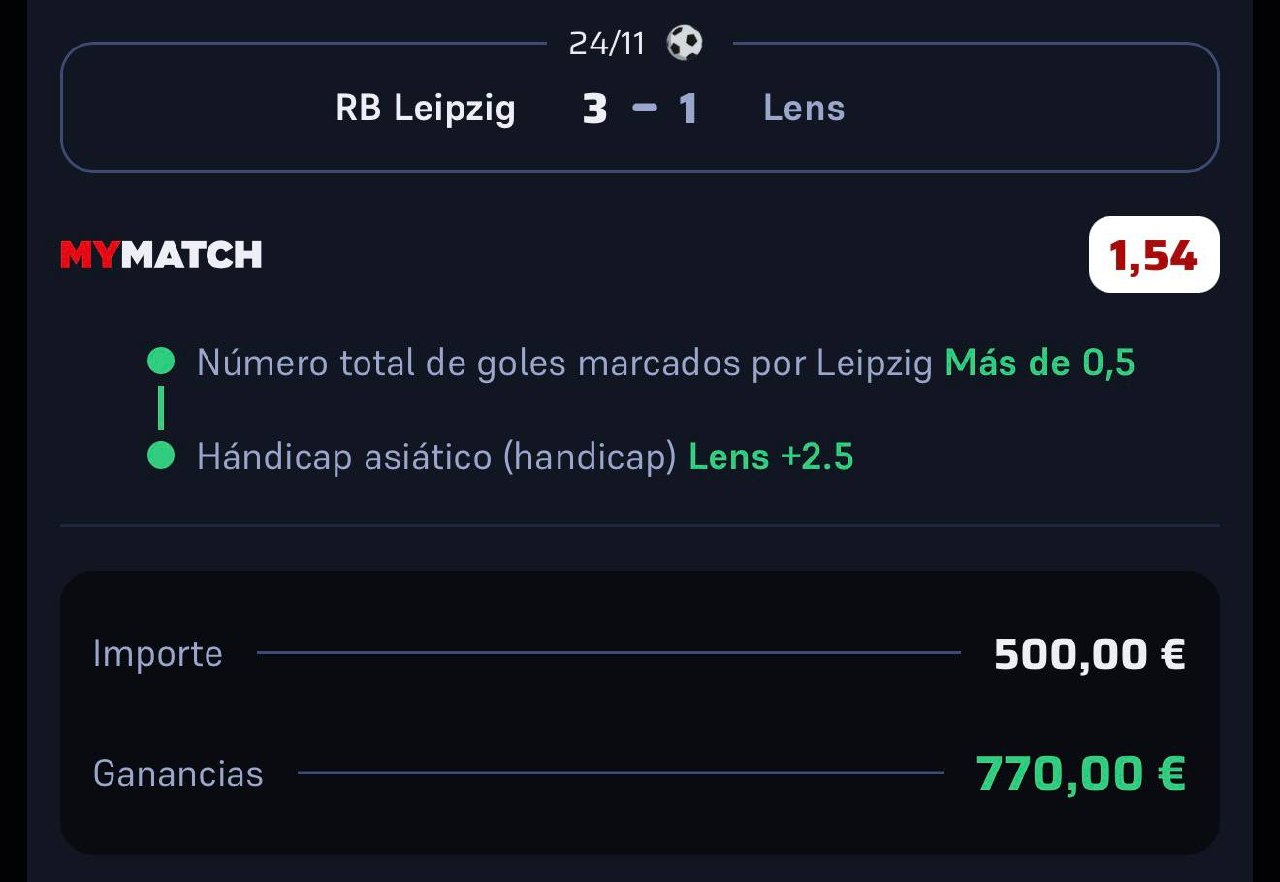 24/11
RB Leipzig 3 - 1 Lens
MYMATCH 1,54
Número total de goles marcados por Leipzig Más de 0,5
Hándicap asiático (handicap) Lens +2.5
Importe 500,00 €
Ganancias 770,00 €